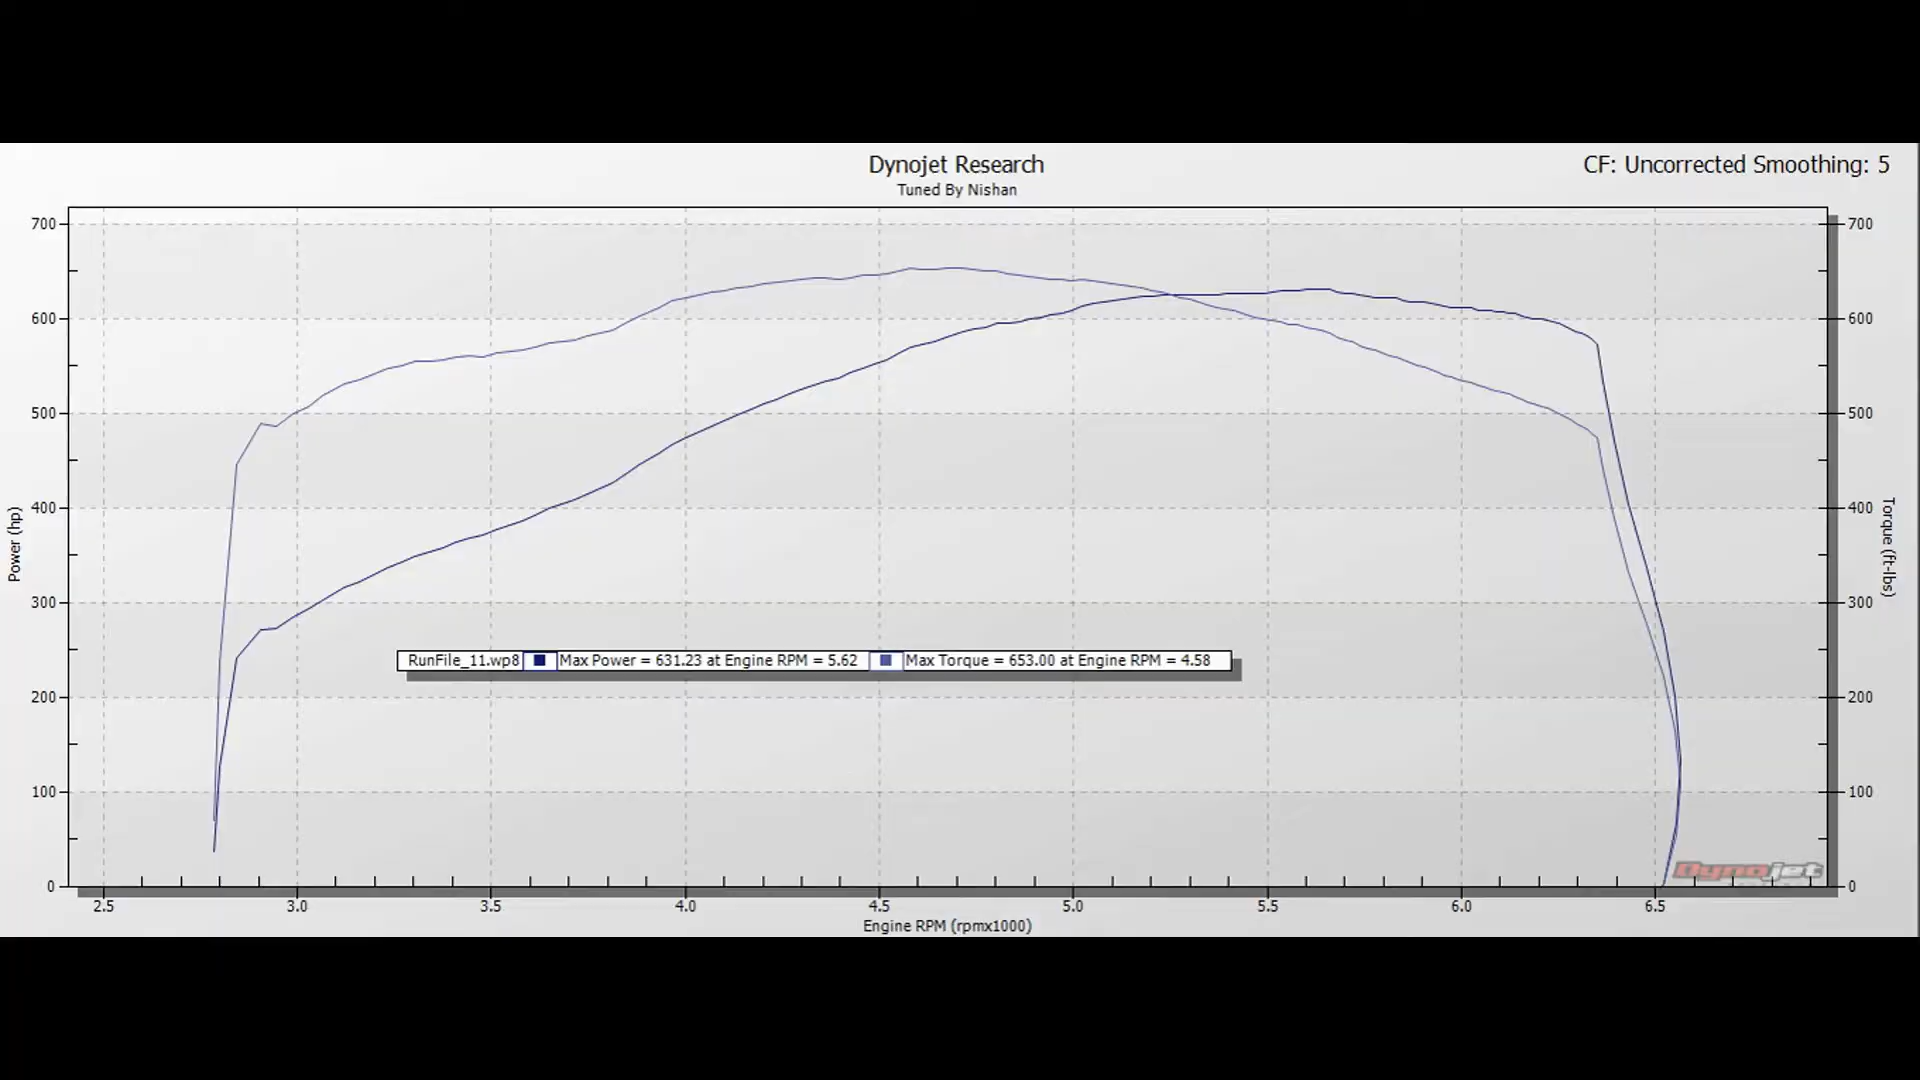 Dynojet Research
CF: Uncorrected Smoothing: 5
Tuned By Nishan
700
600
500
400
300
200
100
0
Power (hp)
RunFile_11.wp8 Max Power = 631.23 at Engine RPM = 5.62 Max Torque = 653.00 at Engine RPM = 4.58
700
600
500
400
300
200
100
0
Torque (ft-lbs)
Dynojet
2.5 3.0 3.5 4.0 4.5 5.0 5.5 6.0 6.5
Engine RPM (rpmx1000)